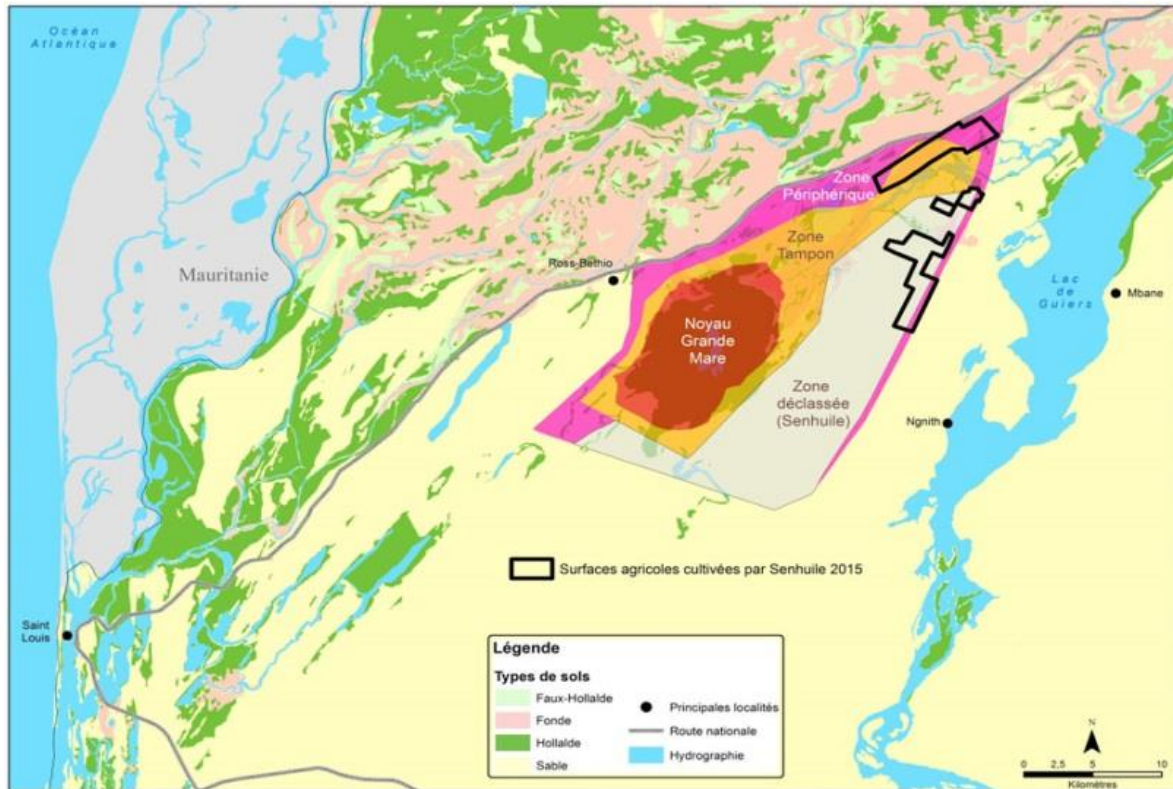 Océan
Atlantique
Mauritanie
Zone
Périphérique
Zone
Tampon
Ross-Bethio
Noyau
Grande
Mare
Lac
de
Guiers
Mbane
Zone
déclassée
(Senhuile)
Ngnith
Surfaces agricoles cultivées par Senhuile 2015
Saint
Louis
Légende
Types de sols
Faux-Hollalde
Fonde
Hollalde
Sable
Principales localités
Route nationale
Hydrographie
N
0 2,5 5 10
Kilomètres